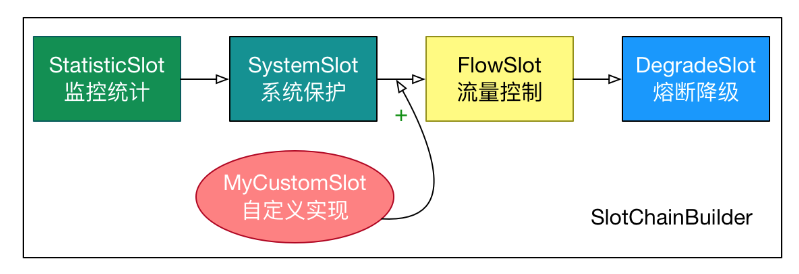 StatisticSlot
监控统计
SystemSlot
系统保护
FlowSlot
流量控制
DegradeSlot
熔断降级
+
MyCustomSlot
自定义实现
SlotChainBuilder